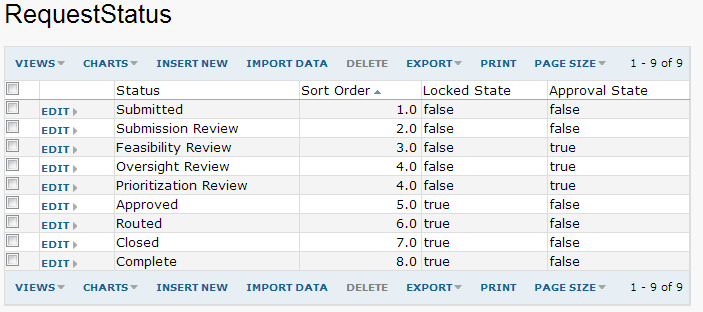 RequestStatus
VIEWS CHARTS INSERT NEW IMPORT DATA DELETE EXPORT PRINT PAGE SIZE 1 - 9 of 9
Status Sort Order Locked State Approval State
EDIT Submitted 1.0 false false
EDIT Submission Review 2.0 false false
EDIT Feasibility Review 3.0 false true
EDIT Oversight Review 4.0 false true
EDIT Prioritization Review 4.0 false true
EDIT Approved 5.0 true false
EDIT Routed 6.0 true false
EDIT Closed 7.0 true false
EDIT Complete 8.0 true false
VIEWS CHARTS INSERT NEW IMPORT DATA DELETE EXPORT PRINT PAGE SIZE 1 - 9 of 9